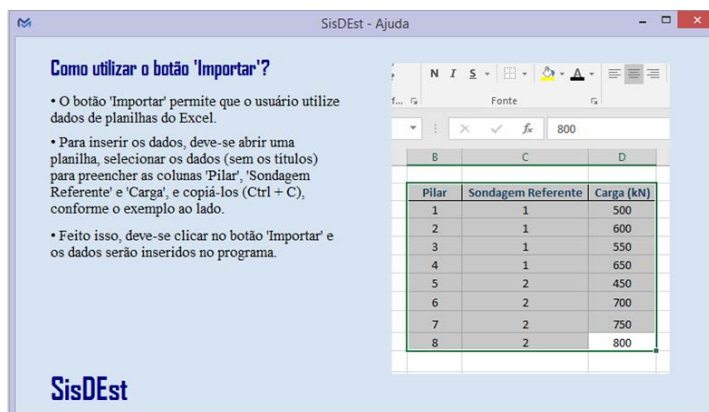 SisDEst - Ajuda
Como utilizar o botão 'Importar'?
• O botão 'Importar' permite que o usuário utilize
dados de planilhas do Excel.
• Para inserir os dados, deve-se abrir uma
planilha, selecionar os dados (sem os títulos)
para preencher as colunas 'Pilar', 'Sondagem
Referente' e 'Carga', e copiá-los (Ctrl + C),
conforme o exemplo ao lado.
• Feito isso, deve-se clicar no botão 'Importar' e
os dados serão inseridos no programa.
SisDEst
N I S A
Fonte
fx 800
B C D
Pilar Sondagem Referente Carga (kN)
1 1 500
2 1 600
3 1 550
4 1 650
5 2 450
6 2 700
7 2 750
8 2 800